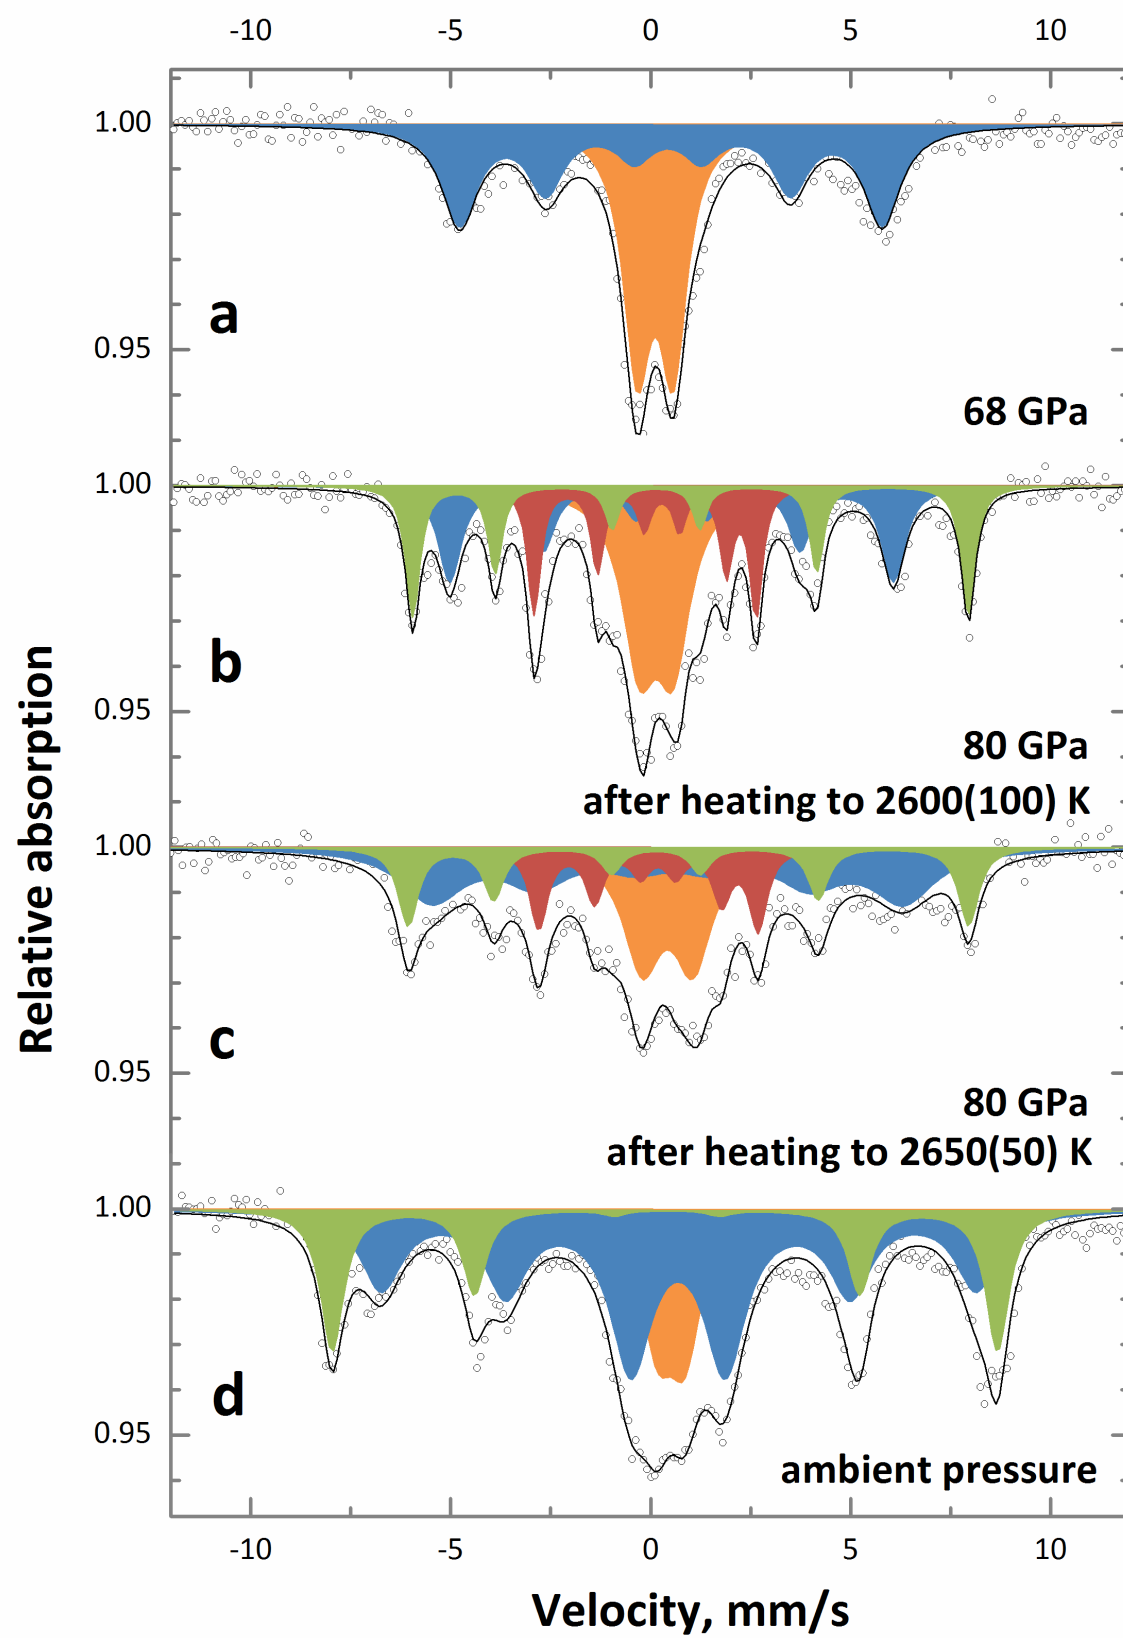 -10 -5 0 5 10
1.00
a
0.95
68 GPa
1.00
b
0.95
80 GPa
after heating to 2600(100) K
1.00
c
0.95
80 GPa
after heating to 2650(50) K
1.00
d
0.95
ambient pressure
-10 -5 0 5 10
Velocity, mm/s
Relative absorption